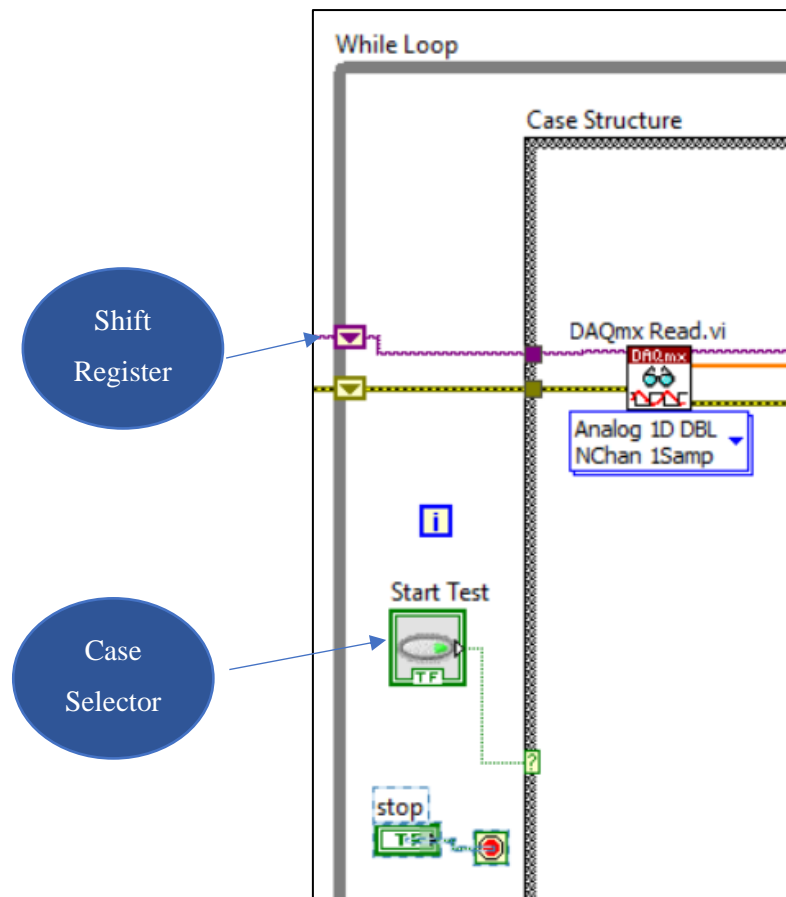 While Loop
Case Structure
Shift
Register
DAQmx Read.vi
DAQmx
Analog 1D DBL
NChan 1Samp
i
Start Test
TF
Case
Selector
?
stop
TF